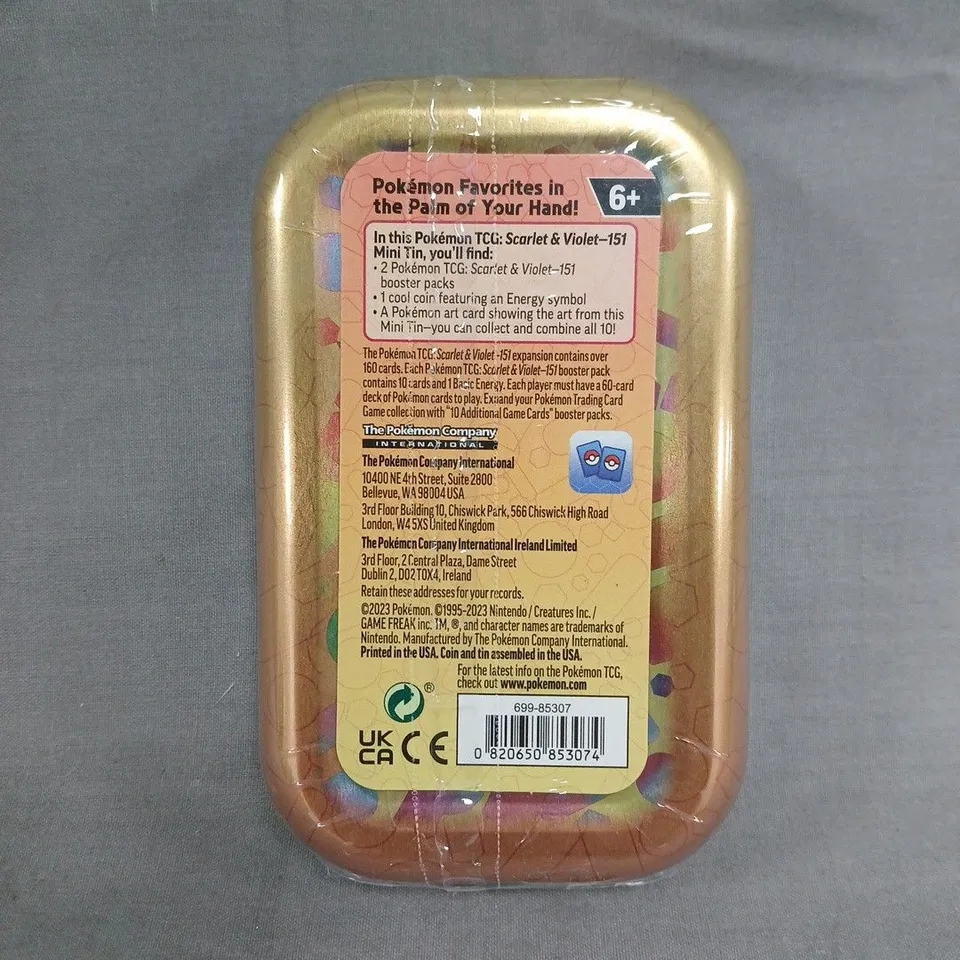 Pokémon Favorites in
the Palm of Your Hand!
6+
In this Pokémon TCG: Scarlet & Violet–151
Mini Tin, you'll find:
• 2 Pokémon TCG: Scarlet & Violet–151
booster packs
• 1 cool coin featuring an Energy symbol
• A Pokémon art card showing the art from this
Mini Tin—you can collect and combine all 10!
The Pokémon TCG: Scarlet & Violet–151 expansion contains over
160 cards. Each Pokémon TCG: Scarlet & Violet–151 booster pack
contains 10 cards and 1 Basic Energy. Each player must have a 60-card
deck of Pokémon cards to play. Expand your Pokémon Trading Card
Game collection with "10 Additional Game Cards" booster packs.
The Pokémon Company
INTERNATIONAL
The Pokémon Company International
10400 NE 4th Street, Suite 2800
Bellevue, WA 98004 USA
3rd Floor Building 10, Chiswick Park, 566 Chiswick High Road
London, W4 5XS United Kingdom
The Pokémon Company International Ireland Limited
3rd Floor, 2 Central Plaza, Dame Street
Dublin 2, D02 T0X4, Ireland
Retain these addresses for your records.
©2023 Pokémon. ©1995-2023 Nintendo / Creatures Inc. /
GAME FREAK inc. TM, ®, and character names are trademarks of
Nintendo. Manufactured by The Pokémon Company International.
Printed in the USA. Coin and tin assembled in the USA.
For the latest info on the Pokémon TCG,
check out www.pokemon.com
®
UK
CA CE
699-85307
0 820650 853074